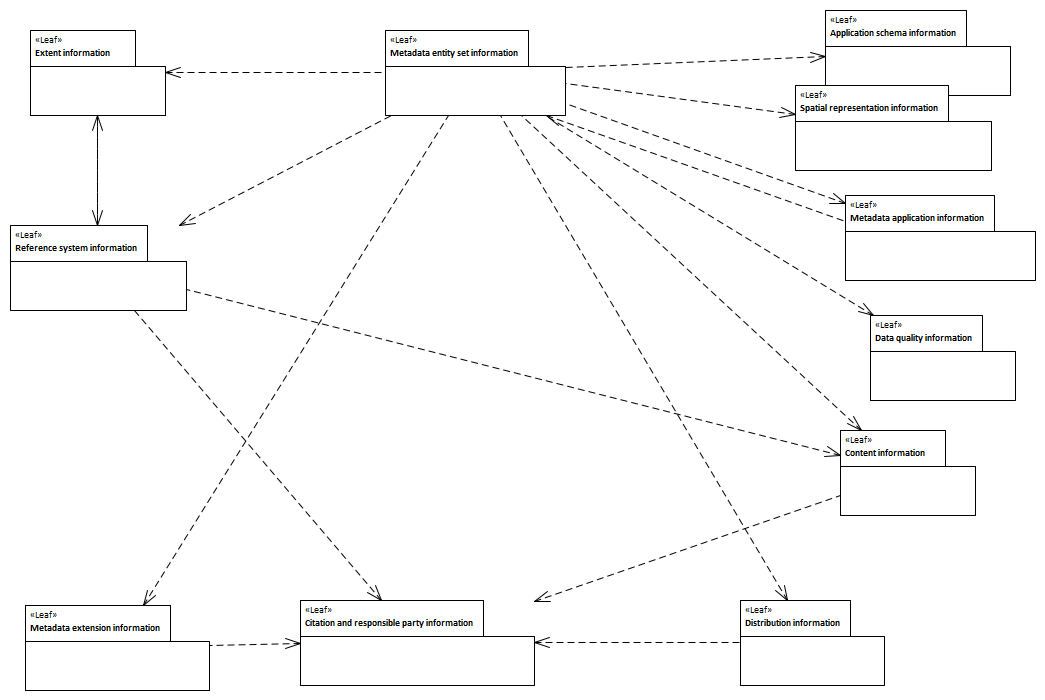 «Leaf»
Extent information
«Leaf»
Metadata entity set information
«Leaf»
Application schema information
«Leaf»
Spatial representation information
«Leaf»
Metadata application information
«Leaf»
Reference system information
«Leaf»
Data quality information
«Leaf»
Content information
«Leaf»
Metadata extension information
«Leaf»
Citation and responsible party information
«Leaf»
Distribution information